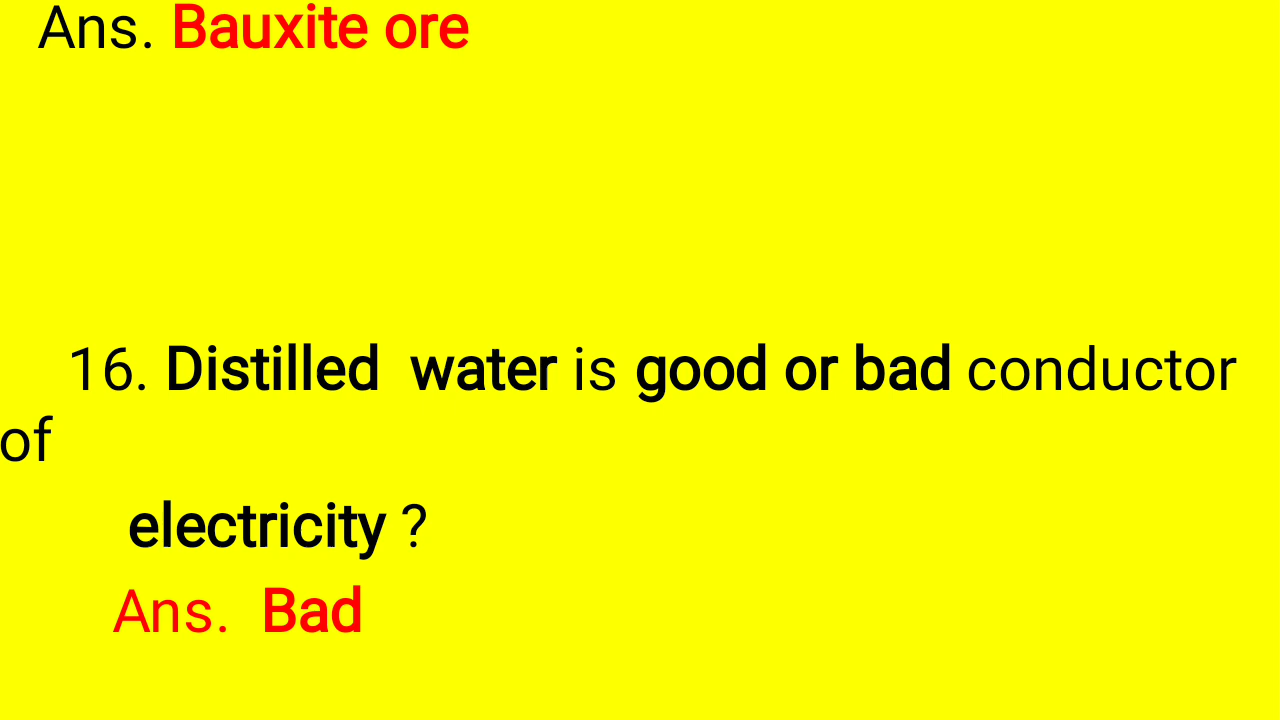 Ans. Bauxite ore
16. Distilled water is good or bad conductor
of
electricity ?
Ans. Bad